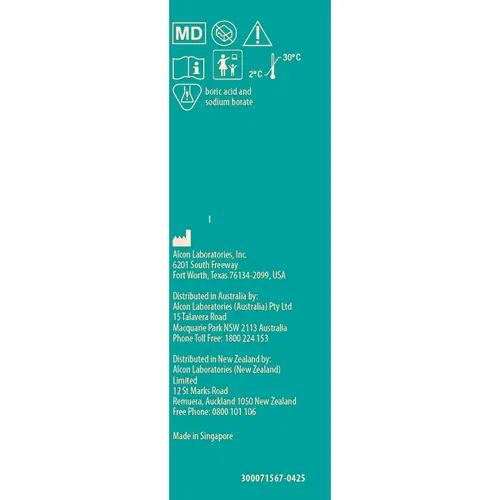 MD
30°C
2°C
boric acid and
sodium borate
Alcon Laboratories, Inc.
6201 South Freeway
Fort Worth, Texas 76134-2099, USA
Distributed in Australia by:
Alcon Laboratories (Australia) Pty Ltd
15 Talavera Road
Macquarie Park NSW 2113 Australia
Phone Toll Free: 1800 224 153
Distributed in New Zealand by:
Alcon Laboratories (New Zealand)
Limited
12 St Marks Road
Remuera, Auckland 1050 New Zealand
Free Phone: 0800 101 106
Made in Singapore
300071567-0425